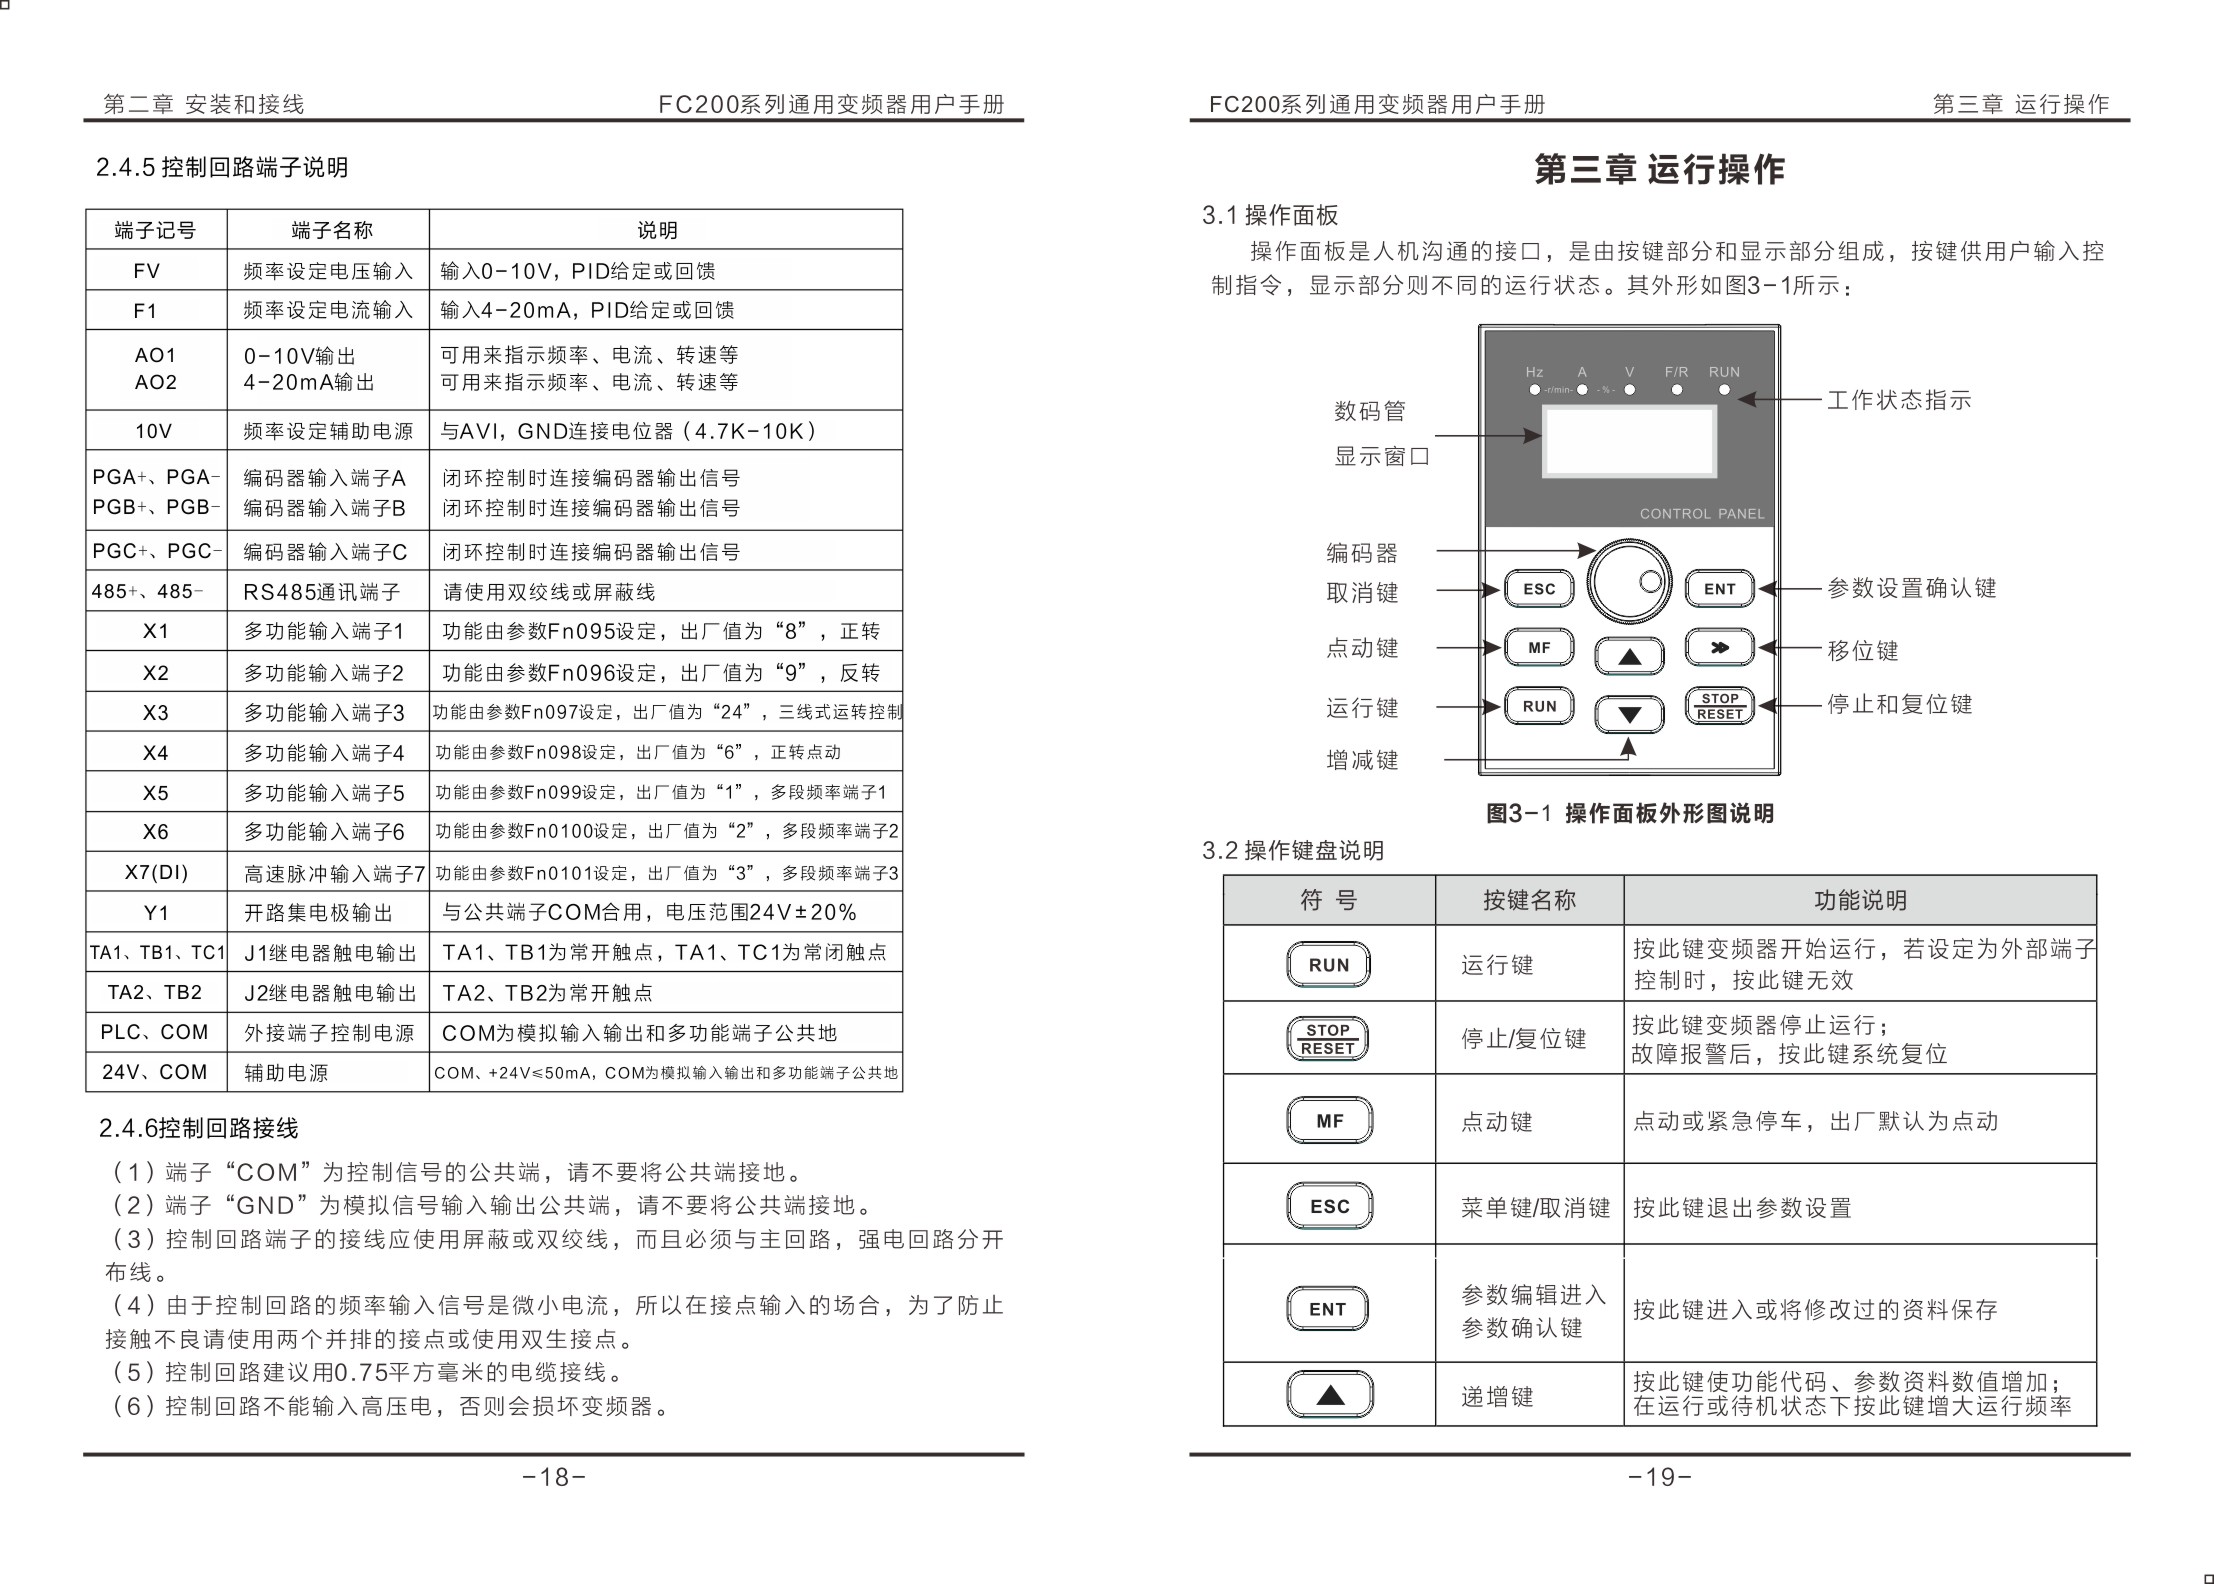 第二章 安装和接线
FC200系列通用变频器用户手册
2.4.5 控制回路端子说明
端子记号 端子名称 说明
FV 频率设定电压输入 输入0-10V，PID给定或回馈
F1 频率设定电流输入 输入4-20mA，PID给定或回馈
AO1 0-10V输出 可用来指示频率、电流、转速等
AO2 4-20mA输出 可用来指示频率、电流、转速等
10V 频率设定辅助电源 与AVI，GND连接电位器（4.7K-10K）
PGA+、PGA- 编码器输入端子A 闭环控制时连接编码器输出信号
PGB+、PGB- 编码器输入端子B 闭环控制时连接编码器输出信号
PGC+、PGC- 编码器输入端子C 闭环控制时连接编码器输出信号
485+、485- RS485通讯端子 请使用双绞线或屏蔽线
X1 多功能输入端子1 功能由参数Fn095设定，出厂值为“8”，正转
X2 多功能输入端子2 功能由参数Fn096设定，出厂值为“9”，反转
X3 多功能输入端子3 功能由参数Fn097设定，出厂值为“24”，三线式运转控制
X4 多功能输入端子4 功能由参数Fn098设定，出厂值为“6”，正转点动
X5 多功能输入端子5 功能由参数Fn099设定，出厂值为“1”，多段频率端子1
X6 多功能输入端子6 功能由参数Fn0100设定，出厂值为“2”，多段频率端子2
X7(DI) 高速脉冲输入端子7 功能由参数Fn0101设定，出厂值为“3”，多段频率端子3
Y1 开路集电极输出 与公共端子COM合用，电压范围24V±20%
TA1、TB1、TC1 J1继电器触电输出 TA1、TB1为常开触点，TA1、TC1为常闭触点
TA2、TB2 J2继电器触电输出 TA2、TB2为常开触点
PLC、COM 外接端子控制电源 COM为模拟输入输出和多功能端子公共地
24V、COM 辅助电源 COM、+24V≤50mA，COM为模拟输入输出和多功能端子公共地
2.4.6控制回路接线
（1）端子“COM”为控制信号的公共端，请不要将公共端接地。
（2）端子“GND”为模拟信号输入输出公共端，请不要将公共端接地。
（3）控制回路端子的接线应使用屏蔽或双绞线，而且必须与主回路，强电回路分开
布线。
（4）由于控制回路的频率输入信号是微小电流，所以在接点输入的场合，为了防止
接触不良请使用两个并排的接点或使用双生接点。
（5）控制回路建议用0.75平方毫米的电缆接线。
（6）控制回路不能输入高压电，否则会损坏变频器。
-18-
FC200系列通用变频器用户手册
第三章 运行操作
第三章 运行操作
3.1 操作面板
操作面板是人机沟通的接口，是由按键部分和显示部分组成，按键供用户输入控
制指令，显示部分则不同的运行状态。其外形如图3-1所示：
Hz A V F/R RUN
-r/min- -%-
工作状态指示
数码管
显示窗口
CONTROL PANEL
编码器
取消键 ESC ENT 参数设置确认键
点动键 MF 移位键
运行键 RUN STOP RESET 停止和复位键
增减键
图3-1 操作面板外形图说明
3.2 操作键盘说明
符 号 按键名称 功能说明
RUN 运行键 按此键变频器开始运行，若设定为外部端子
控制时，按此键无效
STOP RESET 停止/复位键 按此键变频器停止运行；
故障报警后，按此键系统复位
MF 点动键 点动或紧急停车，出厂默认为点动
ESC 菜单键/取消键 按此键退出参数设置
ENT 参数编辑进入
参数确认键 按此键进入或将修改过的资料保存
▲ 递增键 按此键使功能代码、参数资料数值增加；
在运行或待机状态下按此键增大运行频率
-19-